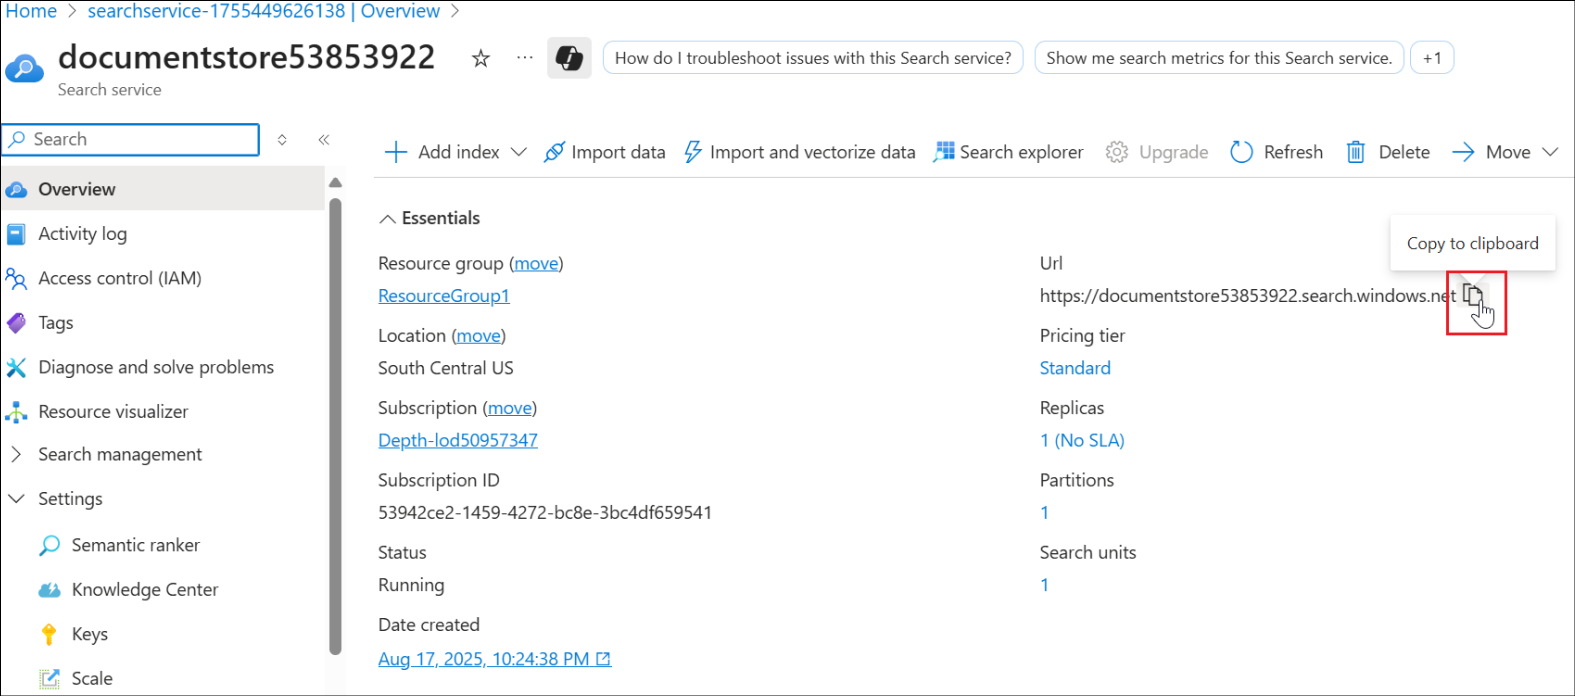 Home > searchservice-1755449626138 | Overview >
documentstore53853922
Search service
How do I troubleshoot issues with this Search service?
Show me search metrics for this Search service.
+1
Search
Add index
Import data
Import and vectorize data
Search explorer
Upgrade
Refresh
Delete
Move
Overview
Activity log
Access control (IAM)
Tags
Diagnose and solve problems
Resource visualizer
Search management
Settings
Semantic ranker
Knowledge Center
Keys
Scale
Essentials
Resource group (move)
ResourceGroup1
Location (move)
South Central US
Subscription (move)
Depth-lod50957347
Subscription ID
53942ce2-1459-4272-bc8e-3bc4df659541
Status
Running
Date created
Aug 17, 2025, 10:24:38 PM
Copy to clipboard
Url
https://documentstore53853922.search.windows.net
Pricing tier
Standard
Replicas
1 (No SLA)
Partitions
1
Search units
1